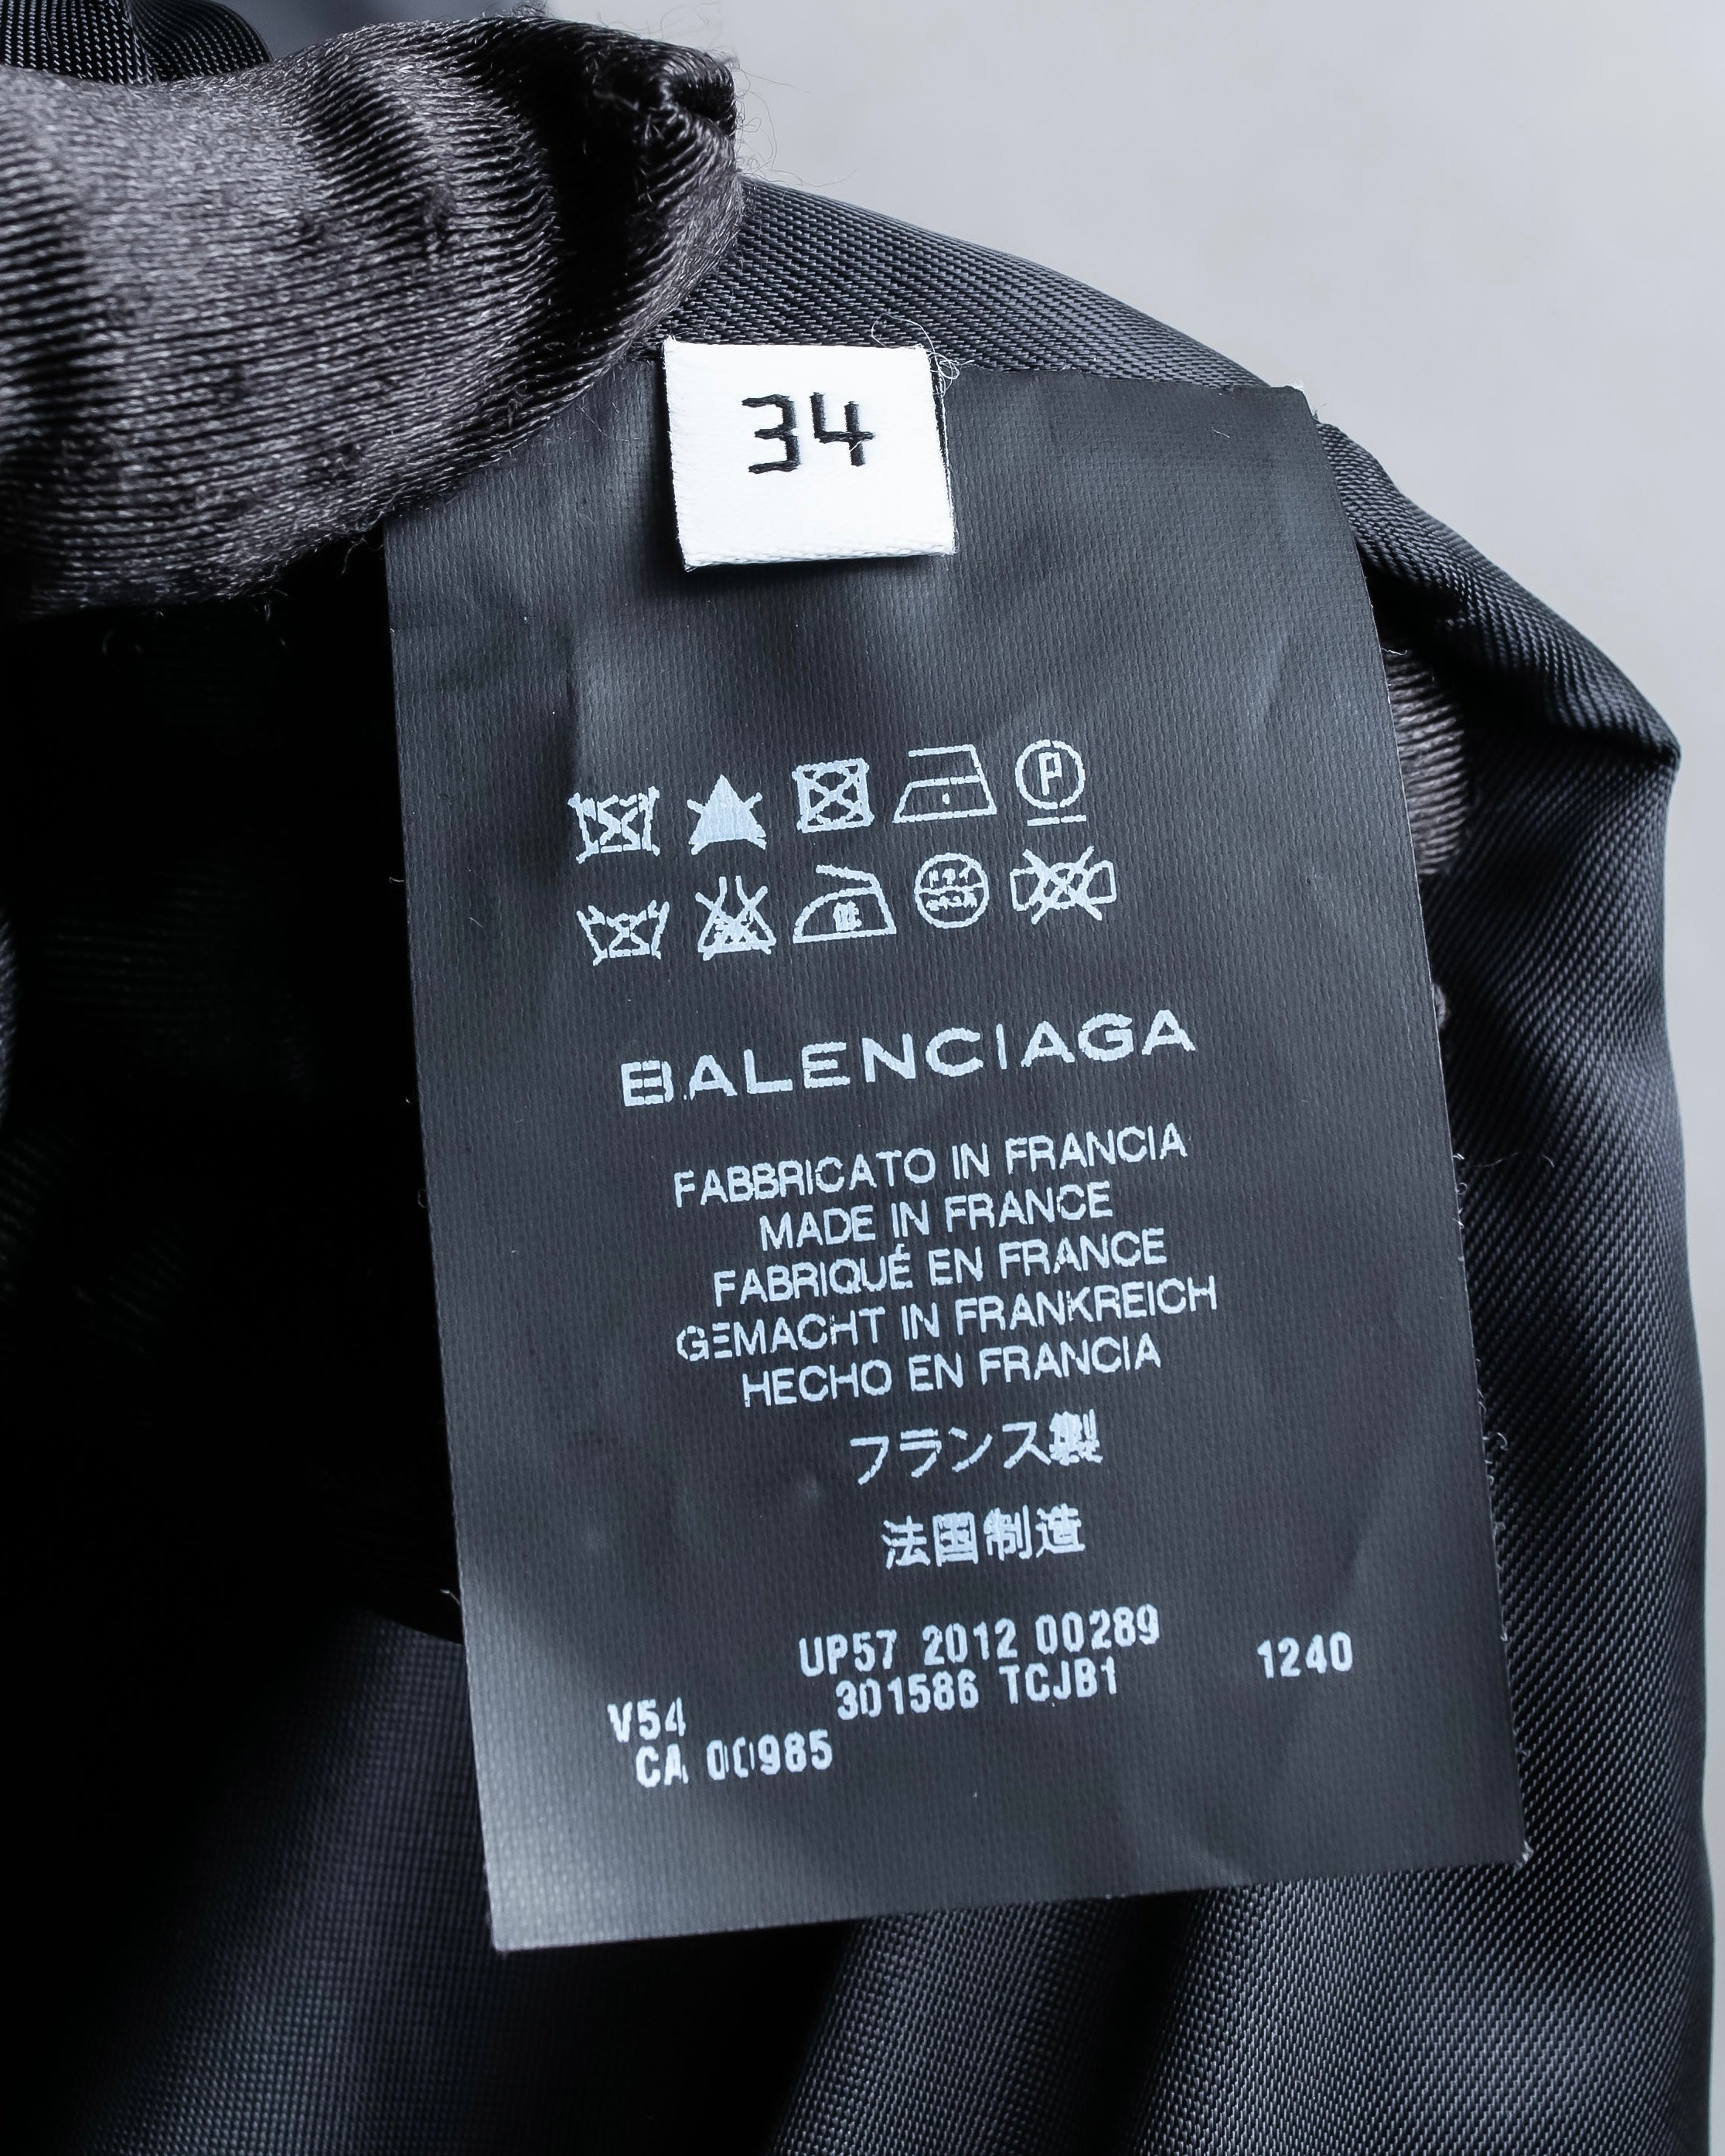 34
P
BALENCIAGA
FABBRICATO IN FRANCIA
MADE IN FRANCE
FABRIQUÉ EN FRANCE
GEMACHT IN FRANKREICH
HECHO EN FRANCIA
フランス製
法国制造
UP57 2012 00289 1240
V54 301586 TCJB1
CA 00985